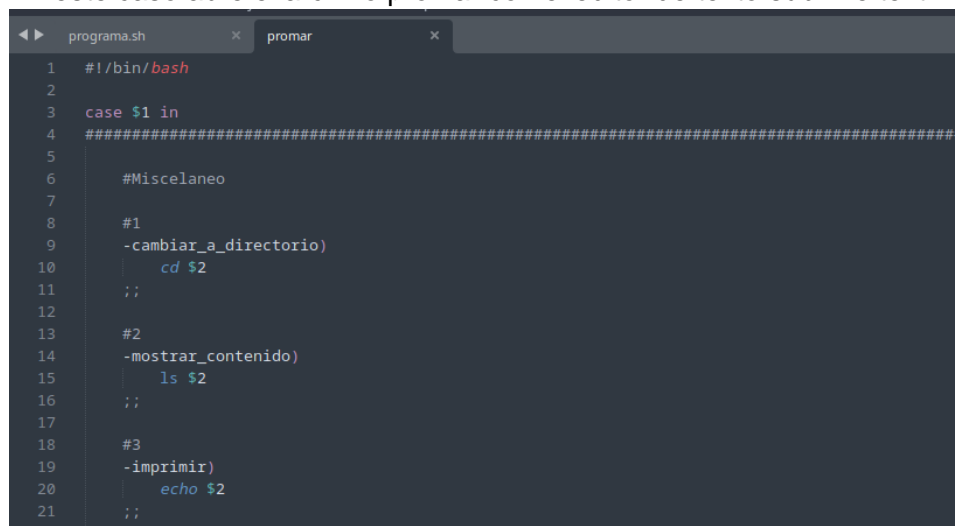 programa.sh × promar ×
1 #!/bin/bash
2
3 case $1 in
4 ##############################################################################################
5
6 #Miscelaneo
7
8 #1
9 -cambiar_a_directorio)
10 cd $2
11 ;;
12
13 #2
14 -mostrar_contenido)
15 ls $2
16 ;;
17
18 #3
19 -imprimir)
20 echo $2
21 ;;